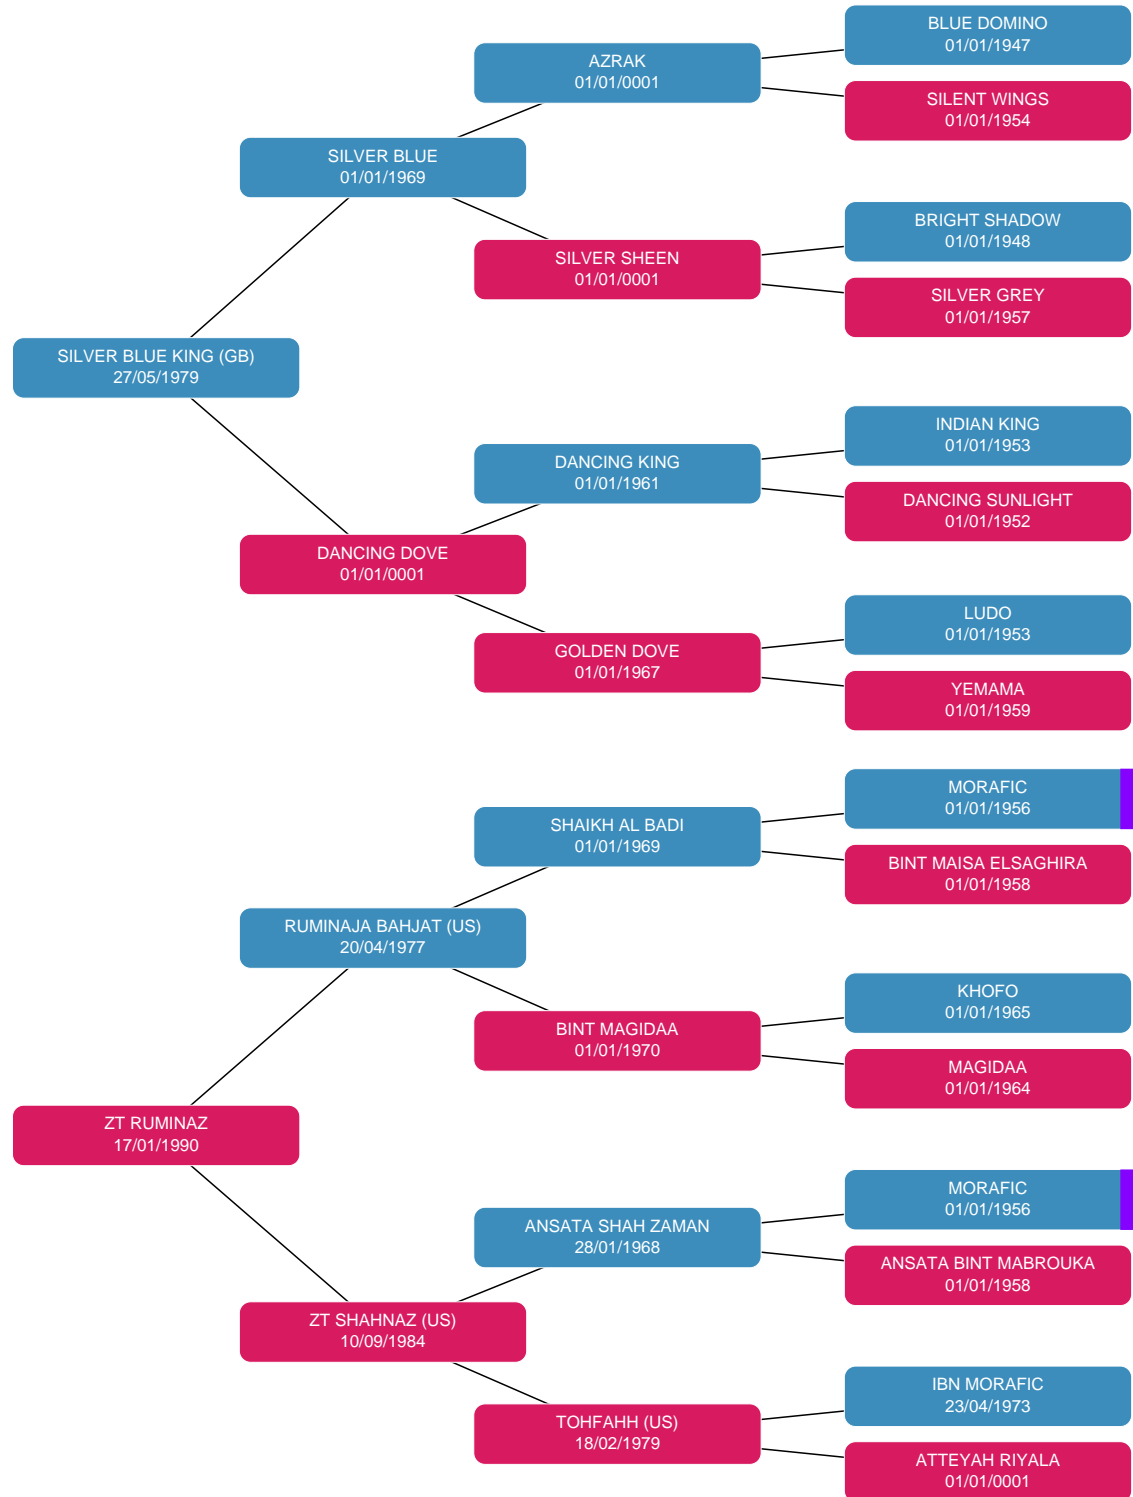 BLUE DOMINO
01/01/1947
AZRAK
01/01/0001
SILENT WINGS
01/01/1954
SILVER BLUE
01/01/1969
BRIGHT SHADOW
01/01/1948
SILVER SHEEN
01/01/0001
SILVER GREY
01/01/1957
SILVER BLUE KING (GB)
27/05/1979
INDIAN KING
01/01/1953
DANCING KING
01/01/1961
DANCING SUNLIGHT
01/01/1952
DANCING DOVE
01/01/0001
LUDO
01/01/1953
GOLDEN DOVE
01/01/1967
YEMAMA
01/01/1959
MORAFIC
01/01/1956
SHAIKH AL BADI
01/01/1969
BINT MAISA ELSAGHIRA
01/01/1958
RUMINAJA BAHJAT (US)
20/04/1977
KHOFO
01/01/1965
BINT MAGIDAA
01/01/1970
MAGIDAA
01/01/1964
ZT RUMINAZ
17/01/1990
MORAFIC
01/01/1956
ANSATA SHAH ZAMAN
28/01/1968
ANSATA BINT MABROUKA
01/01/1958
ZT SHAHNAZ (US)
10/09/1984
IBN MORAFIC
23/04/1973
TOHFAHH (US)
18/02/1979
ATTEYAH RIYALA
01/01/0001